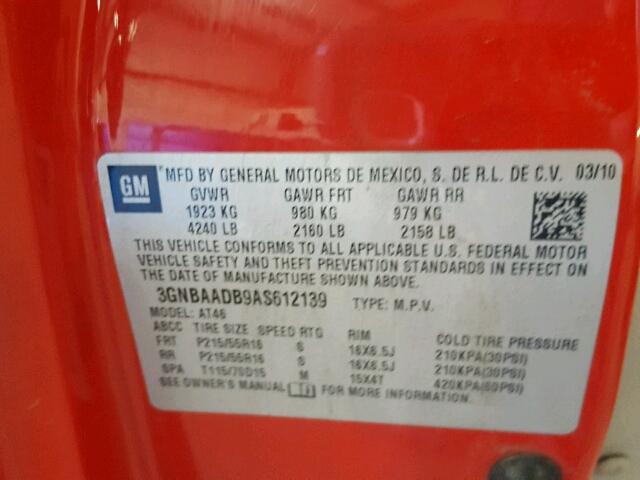 GM
MFD BY GENERAL MOTORS DE MEXICO, S. DE R.L. DE C.V. 03/10
GVWR GAWR FRT GAWR RR
1923 KG 980 KG 979 KG
4240 LB 2160 LB 2158 LB
THIS VEHICLE CONFORMS TO ALL APPLICABLE U.S. FEDERAL MOTOR
VEHICLE SAFETY AND THEFT PREVENTION STANDARDS IN EFFECT ON
THE DATE OF MANUFACTURE SHOWN ABOVE.
3GNBAADB9AS612139 TYPE: M.P.V.
MODEL: AT46
ABCC TIRE SIZE SPEED RTG RIM COLD TIRE PRESSURE
FRT P215/55R16 S 16X6.5J 210KPA(30PSI)
RR P215/55R16 S 16X6.5J 210KPA(30PSI)
SPA T115/70D15 M 15X4T 420KPA(60PSI)
SEE OWNER'S MANUAL FOR MORE INFORMATION.